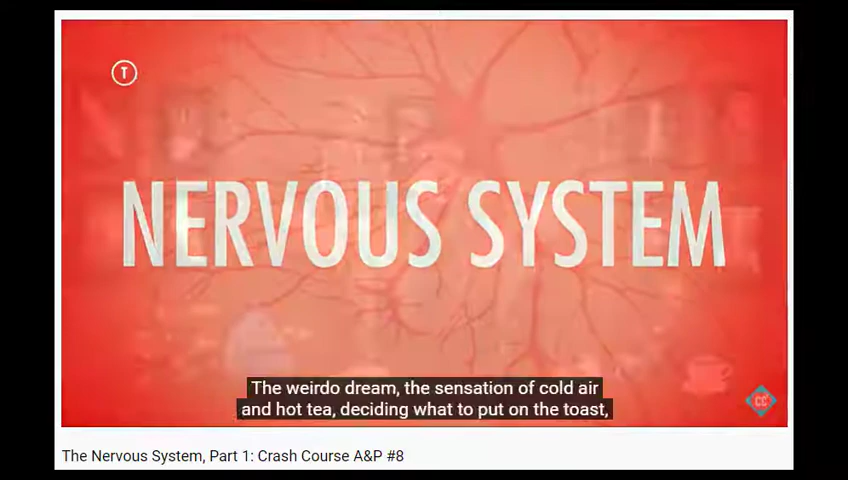 T
NERVOUS SYSTEM
The weirdo dream, the sensation of cold air
and hot tea, deciding what to put on the toast,
CC
The Nervous System, Part 1: Crash Course A&P #8